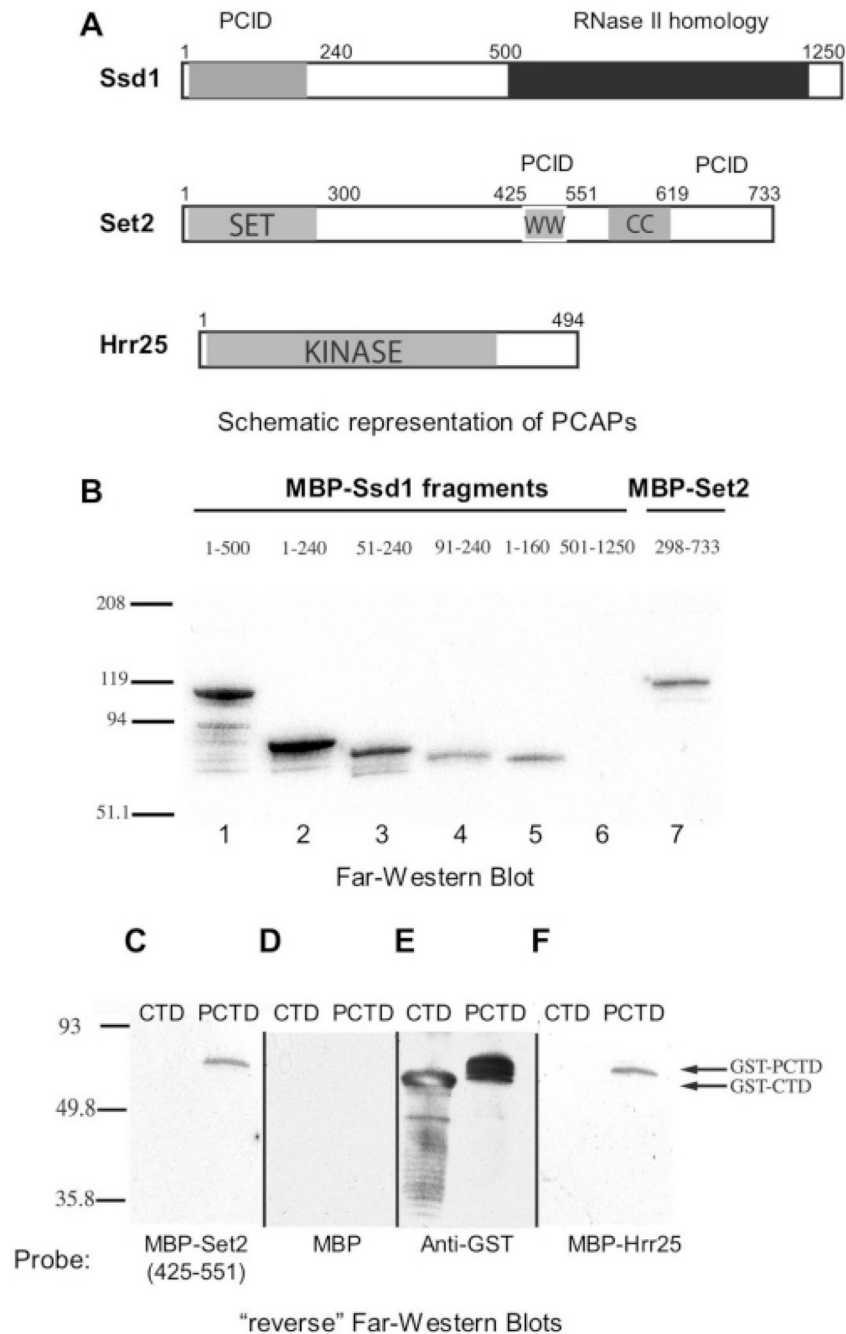 A
PCID RNase II homology
1 240 500 1250
Ssd1
PCID PCID
1 300 425 551 619 733
Set2 SET WW CC
1 494
Hrr25 KINASE
Schematic representation of PCAPs
B MBP-Ssd1 fragments MBP-Set2
1-500 1-240 51-240 91-240 1-160 501-1250 298-733
208
119
94
51.1
1 2 3 4 5 6 7
Far-Western Blot
C D E F
CTD PCTD CTD PCTD CTD PCTD CTD PCTD
93
GST-PCTD
GST-CTD
49.8
35.8
Probe: MBP-Set2 MBP Anti-GST MBP-Hrr25
(425-551)
“reverse” Far-Western Blots